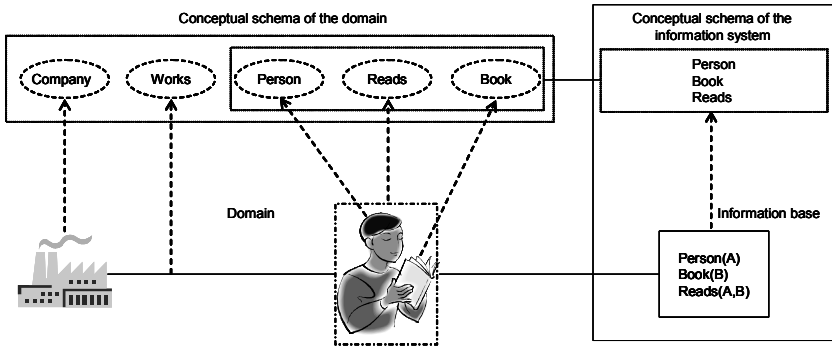 Conceptual schema of the domain
Conceptual schema of the
information system
Company
Works
Person
Reads
Book
Person
Book
Reads
Domain
Information base
Person(A)
Book(B)
Reads(A,B)